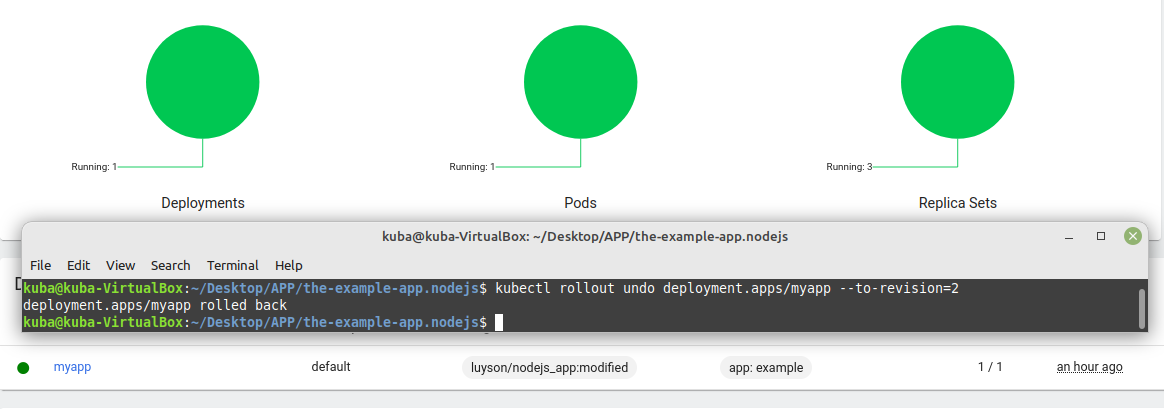 Running: 1
Running: 1
Running: 3
Deployments
Pods
Replica Sets
kuba@kuba-VirtualBox: ~/Desktop/APP/the-example-app.nodejs
File Edit View Search Terminal Help
kuba@kuba-VirtualBox:~/Desktop/APP/the-example-app.nodejs$ kubectl rollout undo deployment.apps/myapp --to-revision=2
deployment.apps/myapp rolled back
kuba@kuba-VirtualBox:~/Desktop/APP/the-example-app.nodejs$
myapp default luyson/nodejs_app:modified app: example 1 / 1 an hour ago